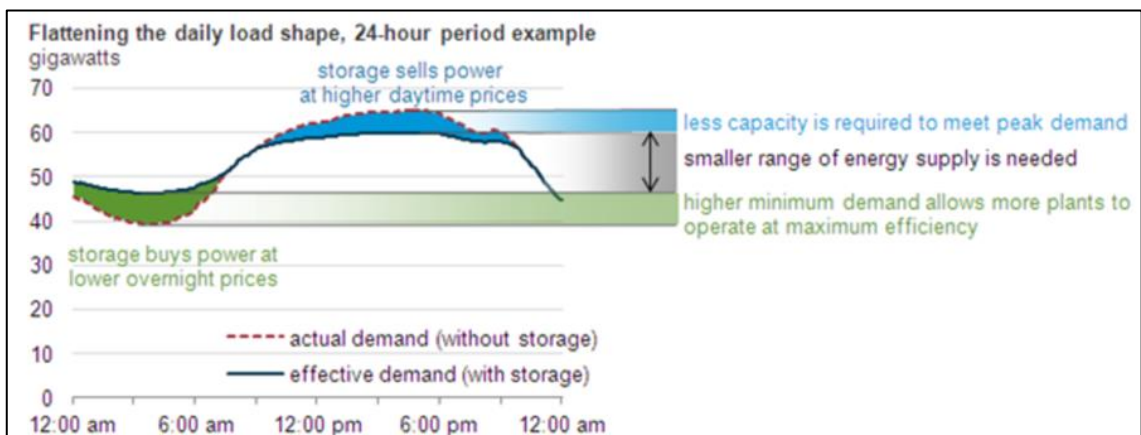 Flattening the daily load shape, 24-hour period example
gigawatts
70
60
50
40
30
20
10
0
storage sells power
at higher daytime prices
less capacity is required to meet peak demand
smaller range of energy supply is needed
higher minimum demand allows more plants to
operate at maximum efficiency
storage buys power at
lower overnight prices
actual demand (without storage)
effective demand (with storage)
12:00 am 6:00 am 12:00 pm 6:00 pm 12:00 am